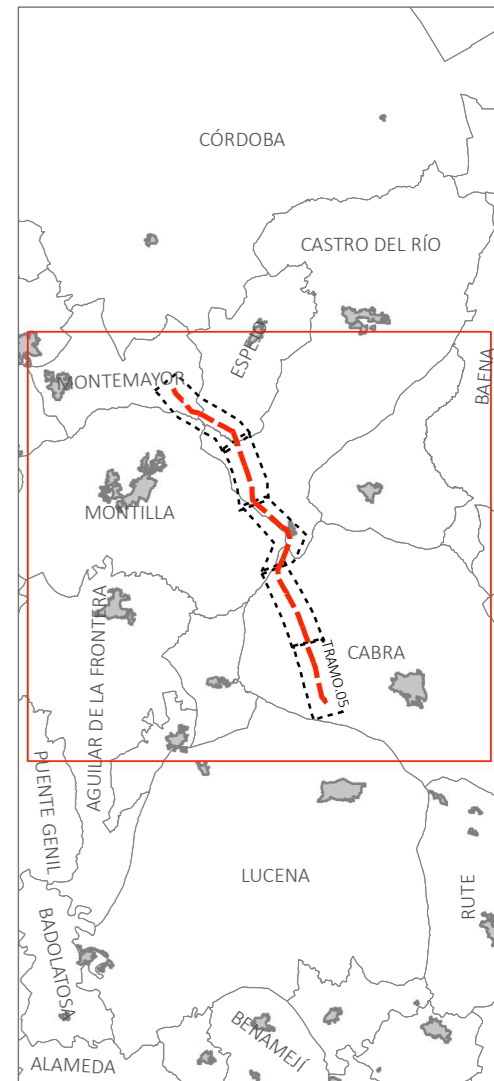 CÓRDOBA
CASTRO DEL RÍO
ESPEJO
BAENA
MONTEMAYOR
MONTILLA
AGUILAR DE LA FRONTERA
CABRA
TRAMO.05
PUENTE GENIL
LUCENA
RUTE
BADOLATOSA
BENAMEJÍ
ALAMEDA